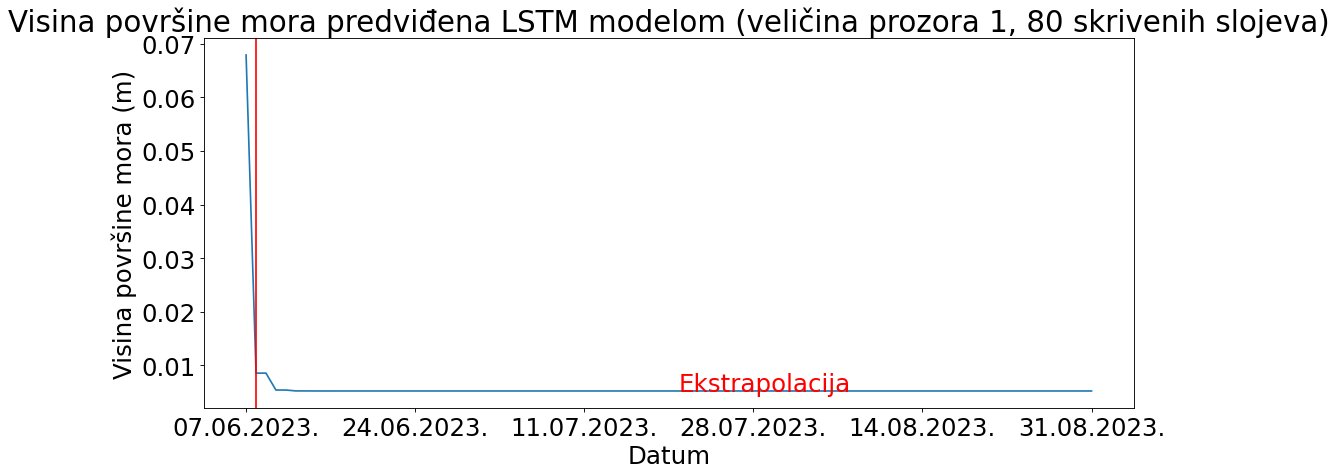 Visina površine mora predviđena LSTM modelom (veličina prozora 1, 80 skrivenih slojeva)
Visina površine mora (m)
0.07
0.06
0.05
0.04
0.03
0.02
0.01
Ekstrapolacija
07.06.2023. 24.06.2023. 11.07.2023. 28.07.2023. 14.08.2023. 31.08.2023.
Datum